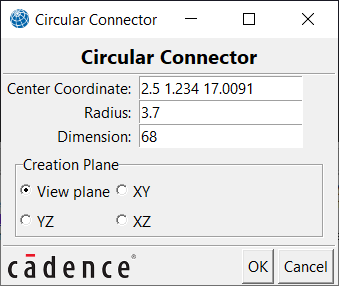 Circular Connector
Circular Connector
Center Coordinate: 2.5 1.234 17.0091
Radius: 3.7
Dimension: 68
Creation Plane
View plane XY
YZ XZ
cādence® OK Cancel